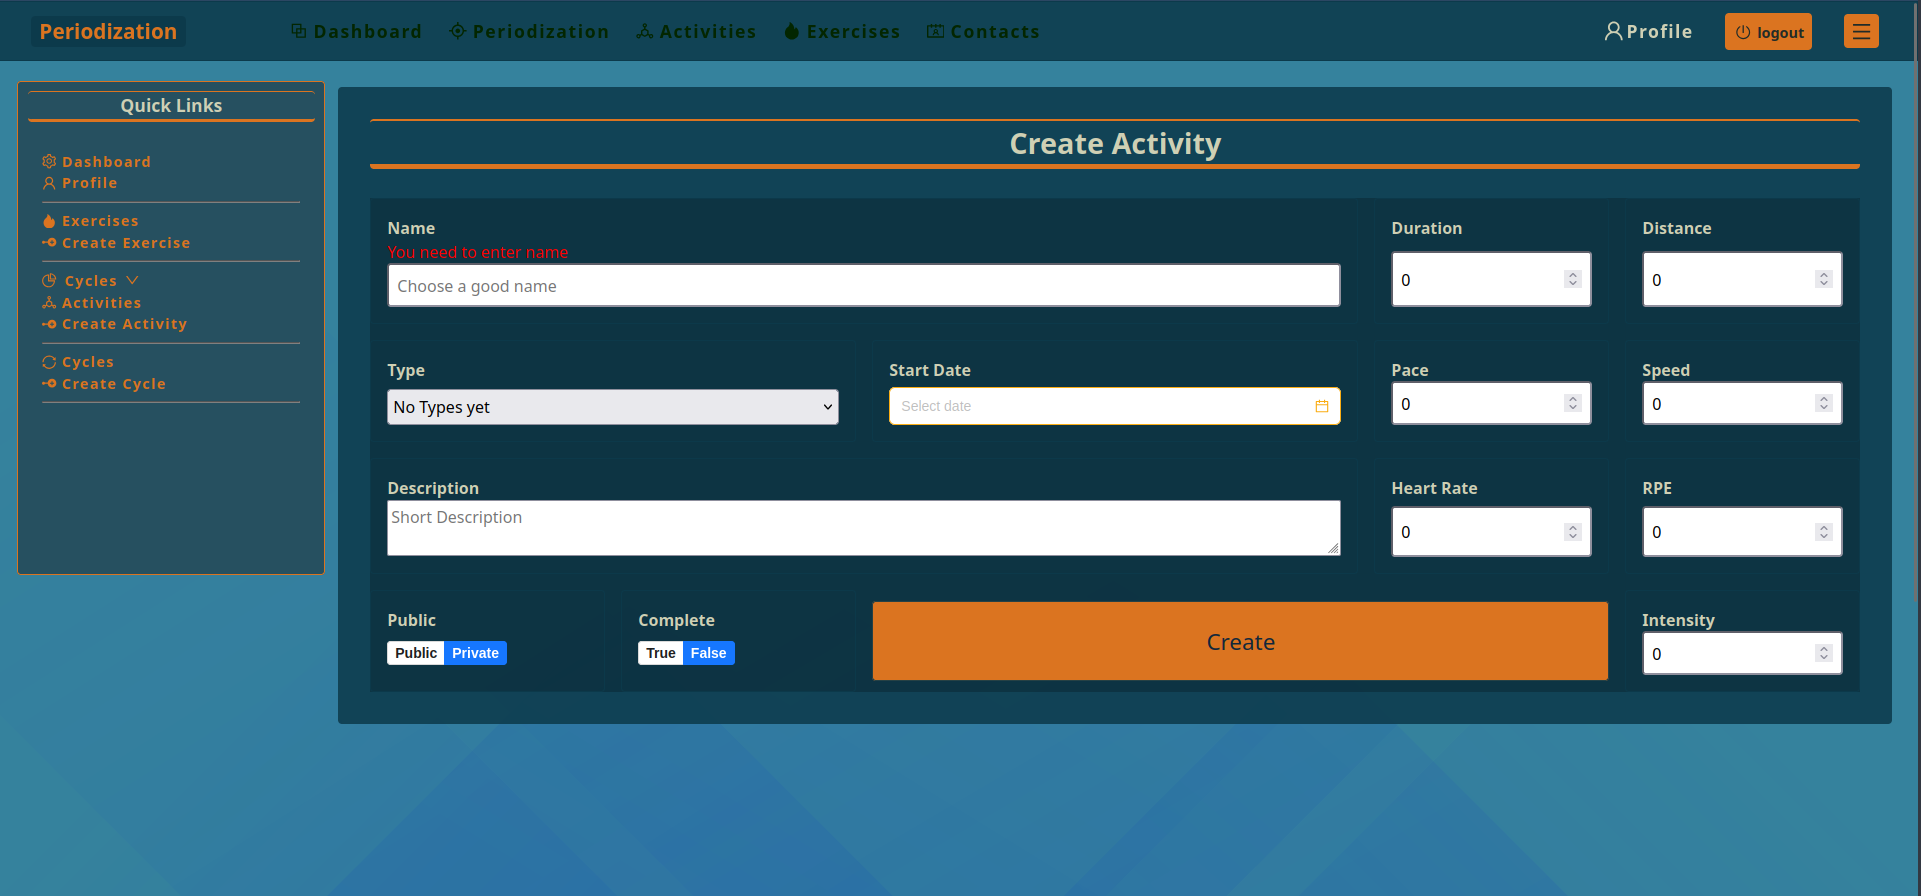 Periodization
Dashboard Periodization Activities Exercises Contacts
Profile logout
Quick Links
Dashboard
Profile
Exercises
Create Exercise
Cycles
Activities
Create Activity
Cycles
Create Cycle
Create Activity
Name
You need to enter name
Choose a good name
Duration
0
Distance
0
Type
No Types yet
Start Date
Select date
Pace
0
Speed
0
Description
Short Description
Heart Rate
0
RPE
0
Public
Public Private
Complete
True False
Create
Intensity
0